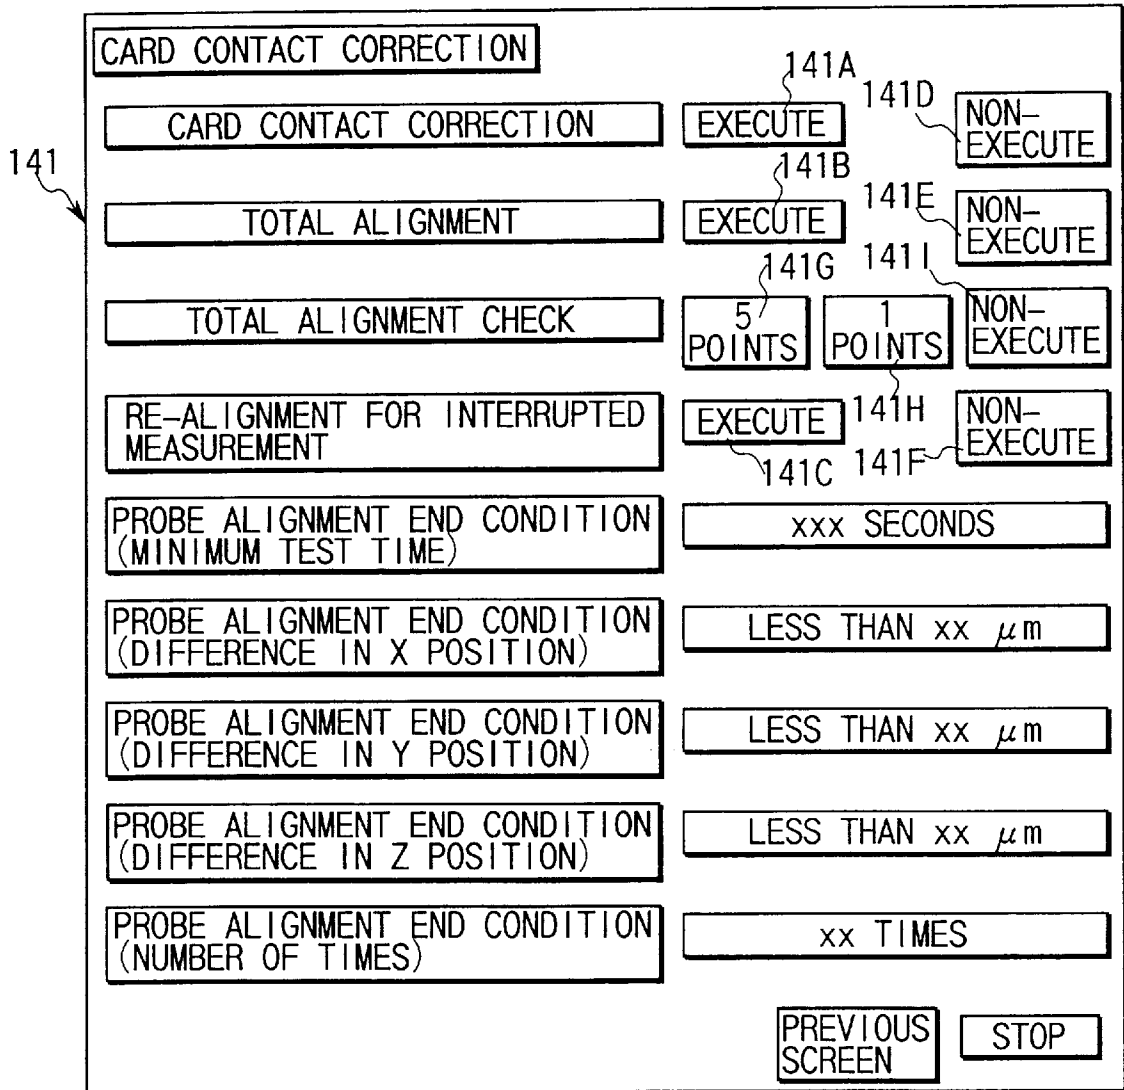 CARD CONTACT CORRECTION
141A
141D
CARD CONTACT CORRECTION
EXECUTE
NON-
EXECUTE
141
141B
141E
TOTAL ALIGNMENT
EXECUTE
NON-
EXECUTE
141G
141I
TOTAL ALIGNMENT CHECK
5
POINTS
1
POINTS
NON-
EXECUTE
RE-ALIGNMENT FOR INTERRUPTED
MEASUREMENT
EXECUTE
141H
NON-
EXECUTE
141C
141F
PROBE ALIGNMENT END CONDITION
(MINIMUM TEST TIME)
xxx SECONDS
PROBE ALIGNMENT END CONDITION
(DIFFERENCE IN X POSITION)
LESS THAN xx μm
PROBE ALIGNMENT END CONDITION
(DIFFERENCE IN Y POSITION)
LESS THAN xx μm
PROBE ALIGNMENT END CONDITION
(DIFFERENCE IN Z POSITION)
LESS THAN xx μm
PROBE ALIGNMENT END CONDITION
(NUMBER OF TIMES)
xx TIMES
PREVIOUS
SCREEN
STOP